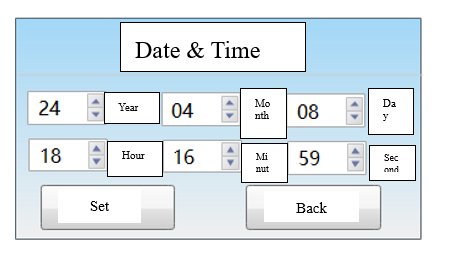 Date & Time
24 Year 04 Mo
nth 08 Da
y
18 Hour 16 Mi
nut 59 Sec
ond
Set Back